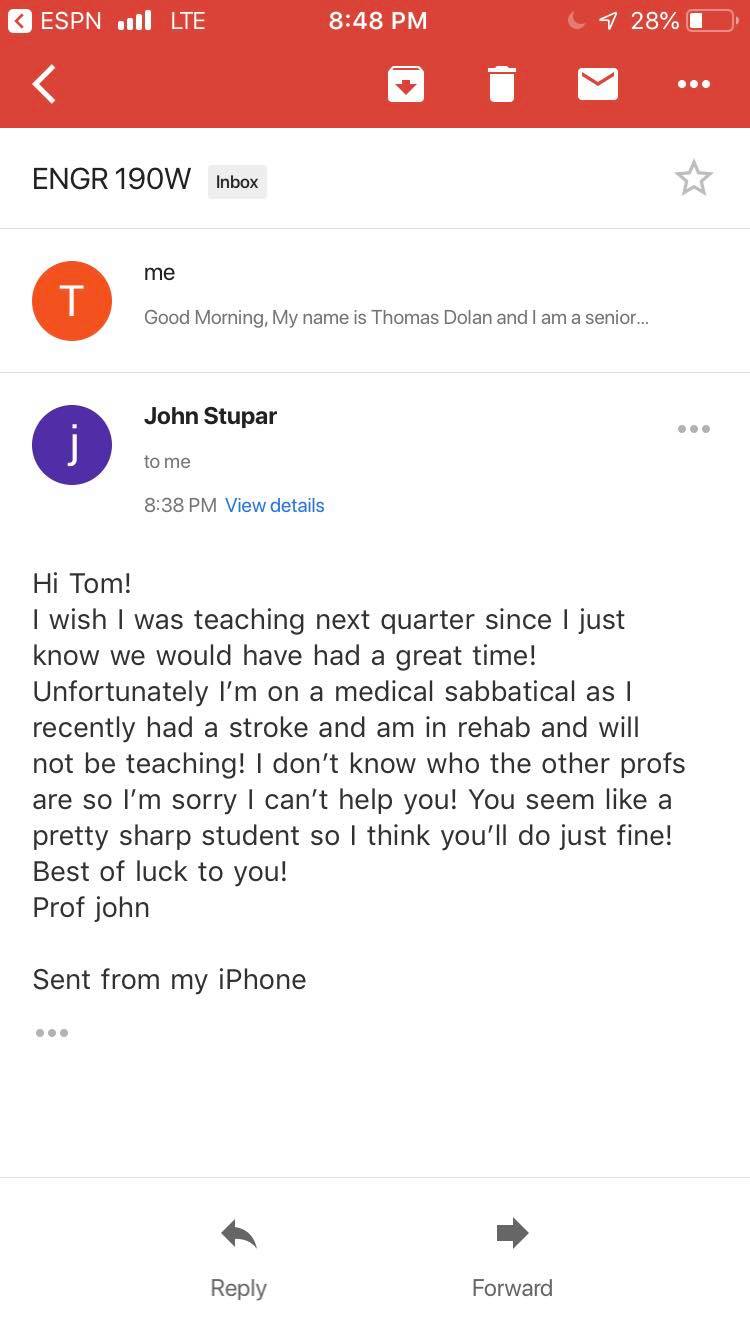 ESPN LTE 8:48 PM 28%
ENGR 190W Inbox
T
me
Good Morning, My name is Thomas Dolan and I am a senior...
j
John Stupar
to me
8:38 PM View details
Hi Tom!
I wish I was teaching next quarter since I just
know we would have had a great time!
Unfortunately I’m on a medical sabbatical as I
recently had a stroke and am in rehab and will
not be teaching! I don’t know who the other profs
are so I’m sorry I can’t help you! You seem like a
pretty sharp student so I think you’ll do just fine!
Best of luck to you!
Prof john
Sent from my iPhone
Reply Forward